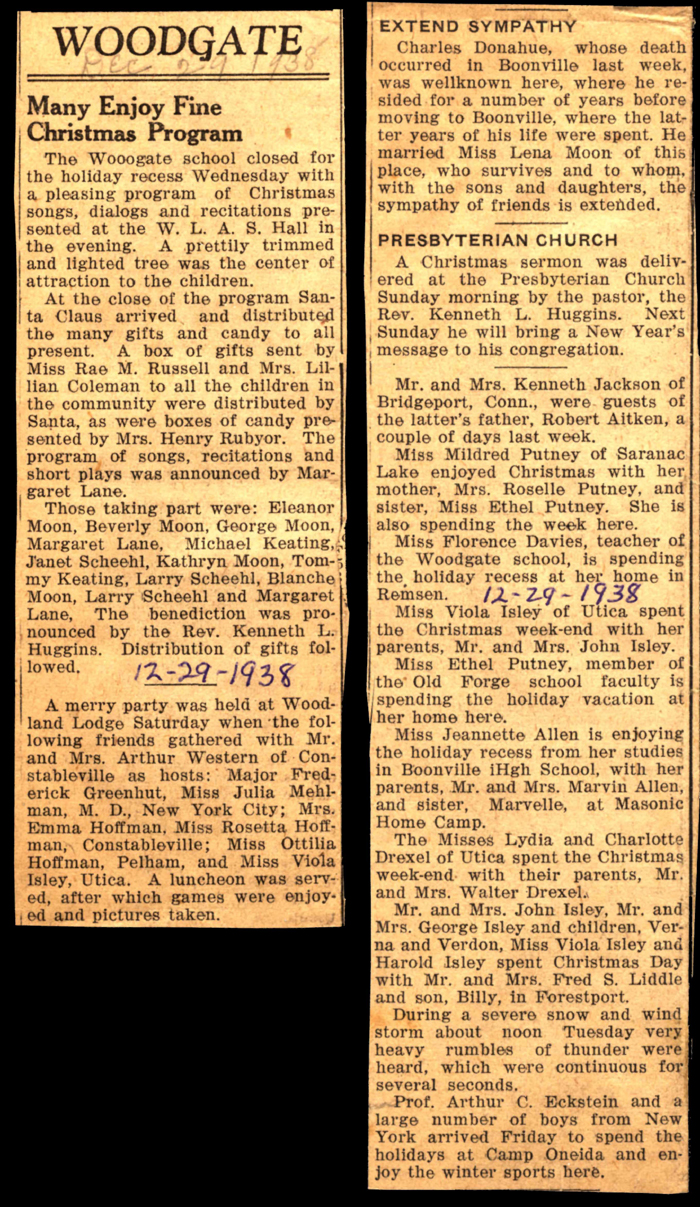 WOODGATE
Dec 29 1938
Many Enjoy Fine
Christmas Program
The Wooogate school closed for
the holiday recess Wednesday with
a pleasing program of Christmas
songs, dialogs and recitations pre-
sented at the W. L. A. S. Hall in
the evening. A prettily trimmed
and lighted tree was the center of
attraction to the children.
At the close of the program San-
ta Claus arrived and distributed
the many gifts and candy to all
present. A box of gifts sent by
Miss Rae M. Russell and Mrs. Lil-
lian Coleman to all the children in
the community were distributed by
Santa, as were boxes of candy pre-
sented by Mrs. Henry Rubyor. The
program of songs, recitations and
short plays was announced by Mar-
garet Lane.
Those taking part were: Eleanor
Moon, Beverly Moon, George Moon,
Margaret Lane, Michael Keating,
Janet Scheehl, Kathryn Moon, Tom-
my Keating, Larry Scheehl, Blanche
Moon, Larry Scheehl and Margaret
Lane, The benediction was pro-
nounced by the Rev. Kenneth L.
Huggins. Distribution of gifts fol-
lowed.
12-29-1938
A merry party was held at Wood-
land Lodge Saturday when the fol-
lowing friends gathered with Mr.
and Mrs. Arthur Western of Con-
stableville as hosts: Major Fred-
erick Greenhut, Miss Julia Mehl-
man, M. D., New York City; Mrs.
Emma Hoffman, Miss Rosetta Hoff-
man, Constableville; Miss Ottilia
Hoffman, Pelham, and Miss Viola
Isley, Utica. A luncheon was serv-
ed, after which games were enjoy-
ed and pictures taken.
EXTEND SYMPATHY
Charles Donahue, whose death
occurred in Boonville last week,
was wellknown here, where he re-
sided for a number of years before
moving to Boonville, where the lat-
ter years of his life were spent. He
married Miss Lena Moon of this
place, who survives and to whom,
with the sons and daughters, the
sympathy of friends is extended.
PRESBYTERIAN CHURCH
A Christmas sermon was deliv-
ered at the Presbyterian Church
Sunday morning by the pastor, the
Rev. Kenneth L. Huggins. Next
Sunday he will bring a New Year's
message to his congregation.
Mr. and Mrs. Kenneth Jackson of
Bridgeport, Conn., were guests of
the latter's father, Robert Aitken, a
couple of days last week.
Miss Mildred Putney of Saranac
Lake enjoyed Christmas with her
mother, Mrs. Roselle Putney, and
sister, Miss Ethel Putney. She is
also spending the week here.
Miss Florence Davies, teacher of
the Woodgate school, is spending
the holiday recess at her home in
Remsen. 12-29-1938
Miss Viola Isley of Utica spent
the Christmas week-end with her
parents, Mr. and Mrs. John Isley.
Miss Ethel Putney, member of
the Old Forge school faculty is
spending the holiday vacation at
her home here.
Miss Jeannette Allen is enjoying
the holiday recess from her studies
in Boonville iHgh School, with her
parents, Mr. and Mrs. Marvin Allen,
and sister, Marvelle, at Masonic
Home Camp.
The Misses Lydia and Charlotte
Drexel of Utica spent the Christmas
week-end with their parents, Mr.
and Mrs. Walter Drexel.
Mr. and Mrs. John Isley, Mr. and
Mrs. George Isley and children, Ver-
na and Verdon, Miss Viola Isley and
Harold Isley spent Christmas Day
with Mr. and Mrs. Fred S. Liddle
and son, Billy, in Forestport.
During a severe snow and wind
storm about noon Tuesday very
heavy rumbles of thunder were
heard, which were continuous for
several seconds.
Prof. Arthur C. Eckstein and a
large number of boys from New
York arrived Friday to spend the
holidays at Camp Oneida and en-
joy the winter sports here.